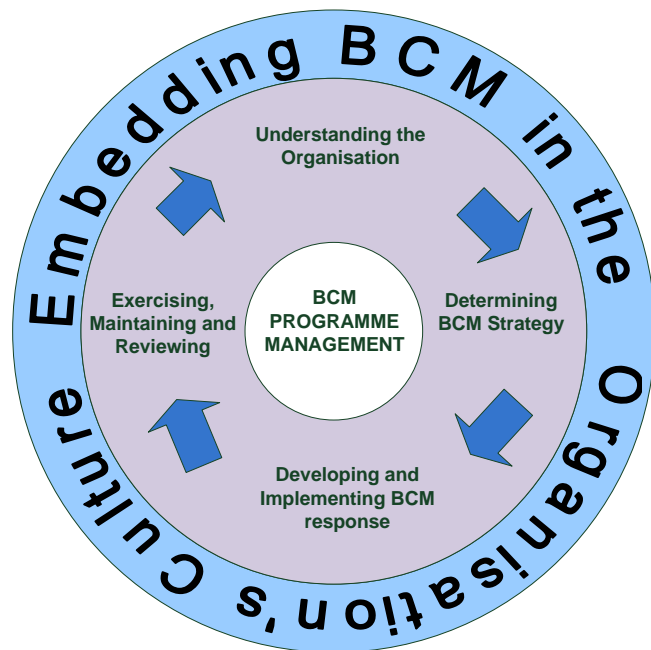 Embedding BCM in the Organisation's Culture
Understanding the
Organisation
Determining
BCM Strategy
Developing and
Implementing BCM
response
Exercising,
Maintaining and
Reviewing
BCM
PROGRAMME
MANAGEMENT